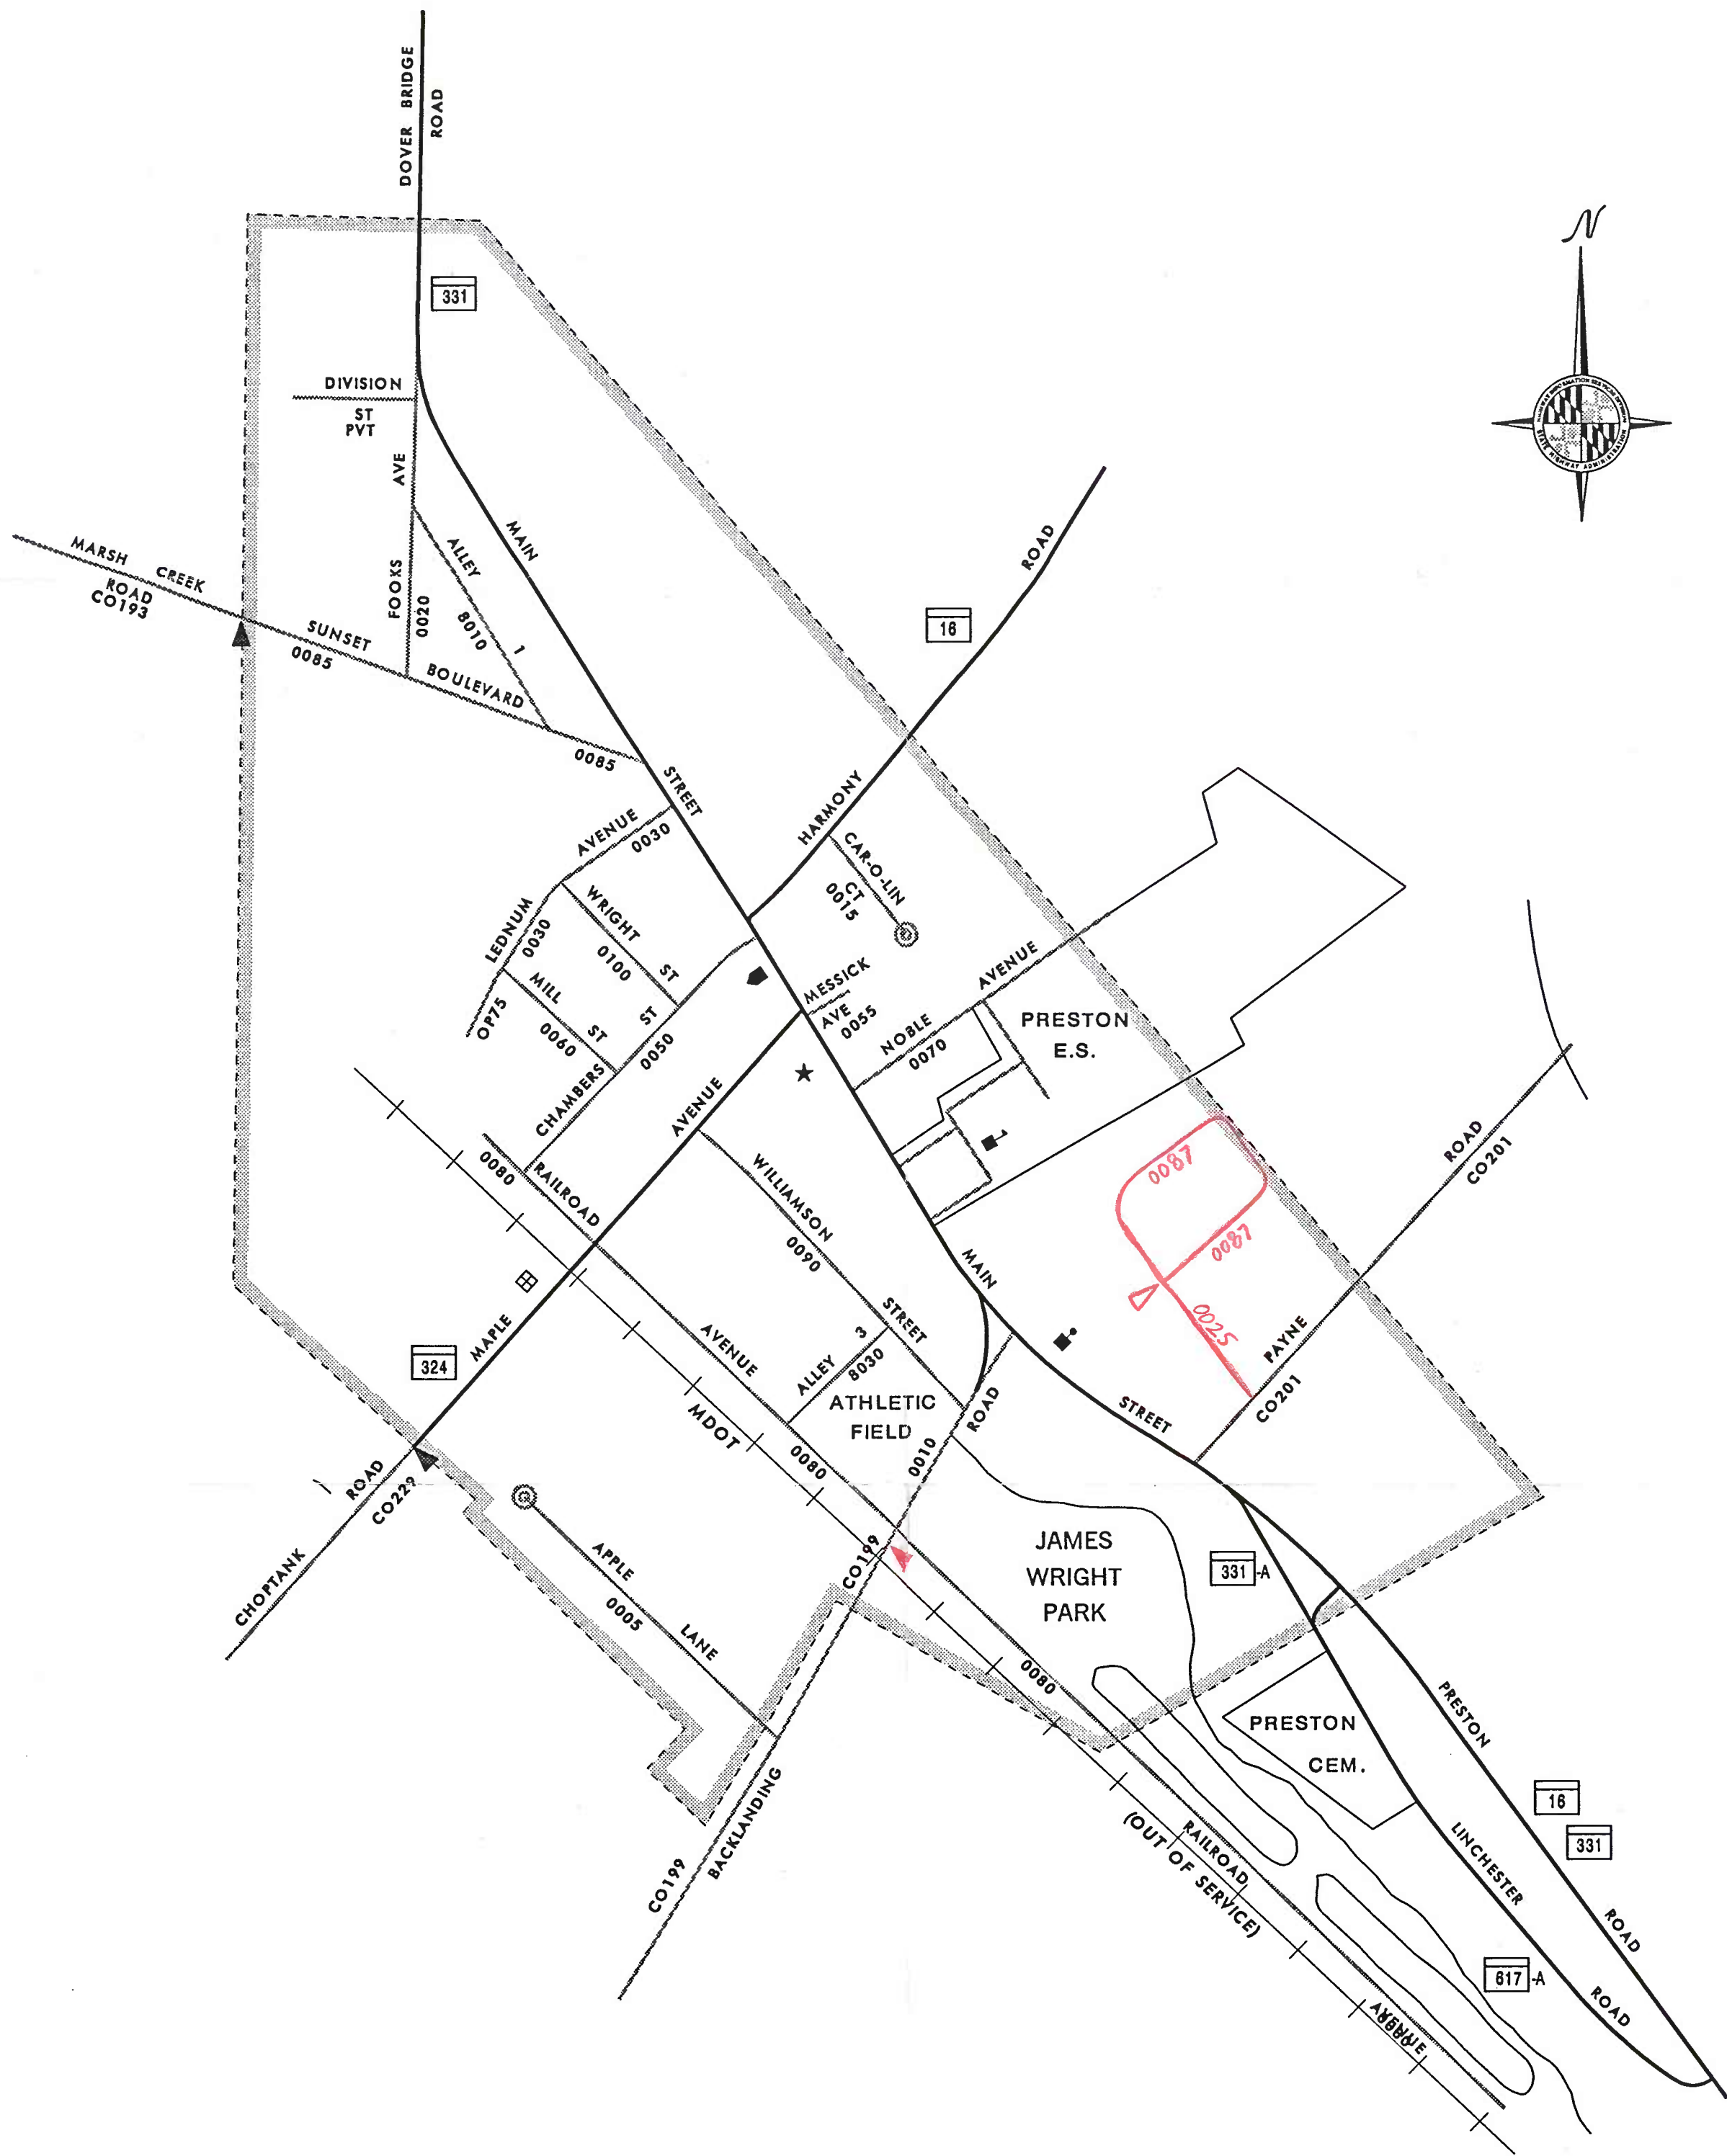 DOVER BRIDGE
ROAD
N
331
DIVISION
ST
PVT
AVE
FOOKS
0020
ALLEY 1
8010
MAIN
MARSH CREEK
ROAD
CO193
SUNSET
0085
BOULEVARD
0085
STREET
ROAD
16
HARMONY
CAR-O-LIN
CT
0015
AVENUE
0030
LEDNUM
0030
WRIGHT ST
0100
MILL ST
0060
OP75
CHAMBERS ST
0050
MESSICK
AVE
0055
NOBLE AVENUE
0070
PRESTON
E.S.
AVENUE
0080
RAILROAD
WILLIAMSON
0090
STREET
MAIN
0087
0087
0025
ROAD
CO201
PAYNE
CO201
324
MAPLE
AVENUE
ALLEY 3
8030
ATHLETIC
FIELD
MDOT
0080
0010
ROAD
STREET
CHOPTANK ROAD
CO229
APPLE LANE
0005
CO199
JAMES
WRIGHT
PARK
331-A
0080
PRESTON
CEM.
PRESTON
16
331
BACKLANDING
CO199
RAILROAD
(OUT OF SERVICE)
LINCHESTER
ROAD
617-A
ROAD
AVENUE